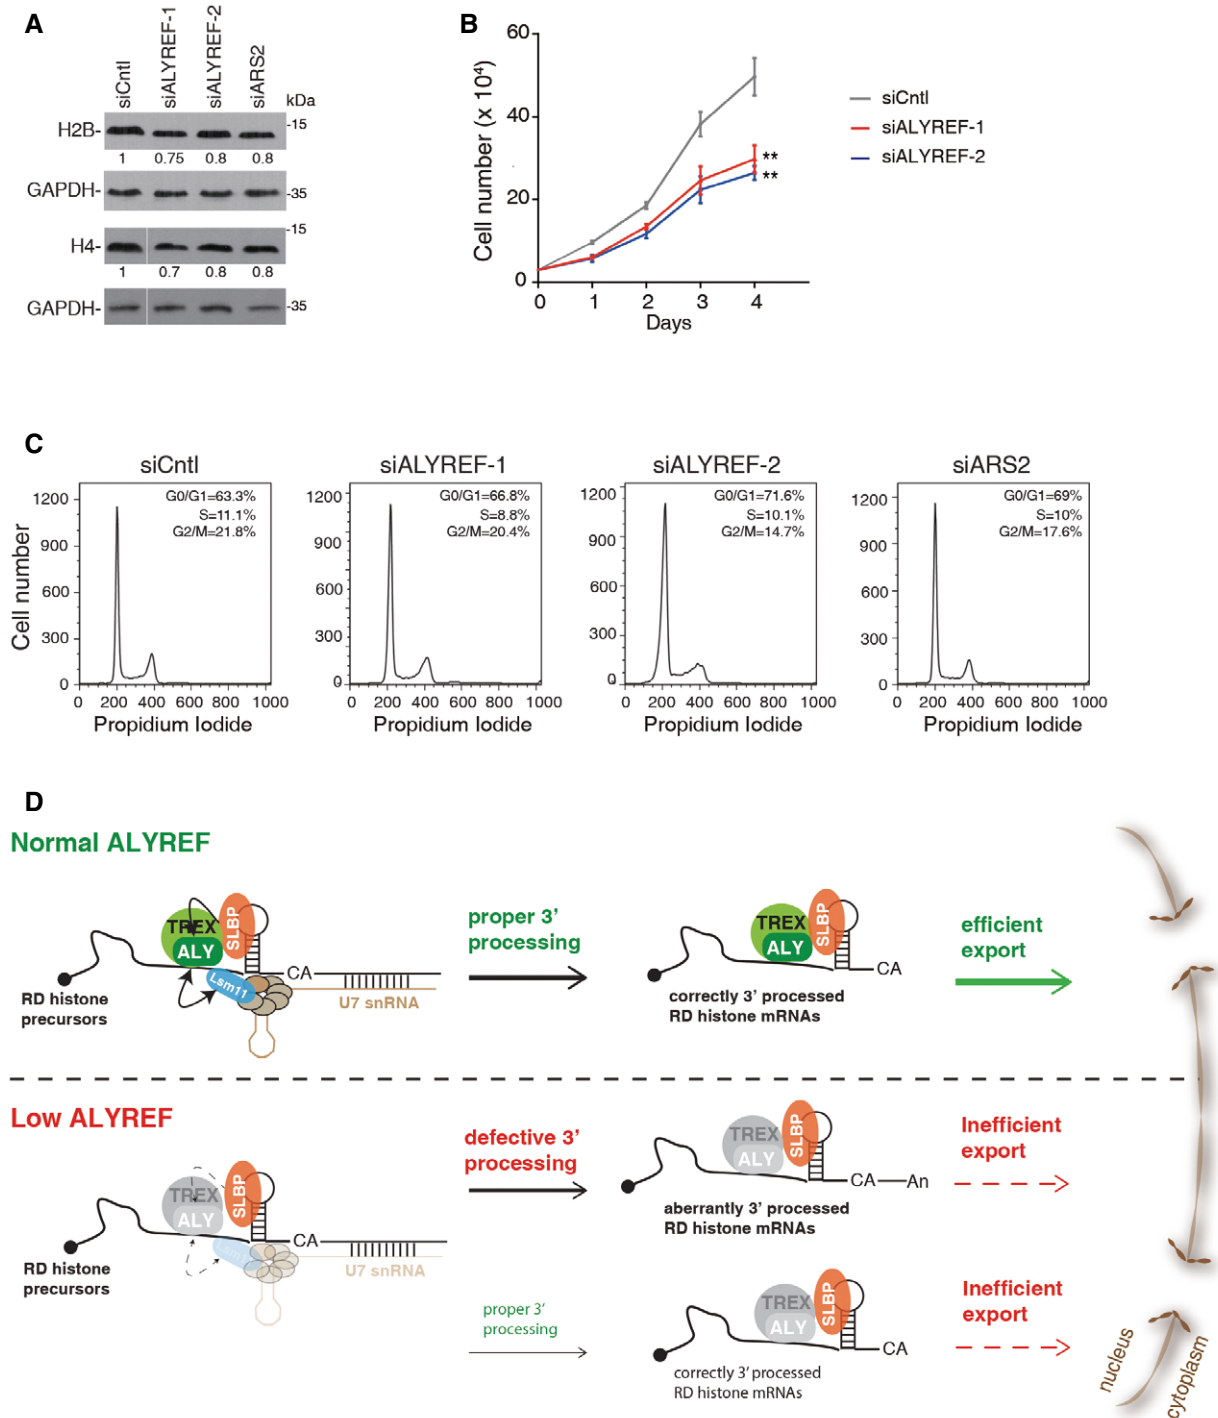 A
siCntl
siALYREF-1
siALYREF-2
siARS2
kDa
H2B-
-15
1 0.75 0.8 0.8
GAPDH-
-35
-15
H4-
1 0.7 0.8 0.8
GAPDH-
-35
B
Cell number (x 10⁴)
60
40
20
0
0 1 2 3 4
Days
**
**
siCntl
siALYREF-1
siALYREF-2
C
Cell number
siCntl
1200
900
600
300
0
G0/G1=63.3%
S=11.1%
G2/M=21.8%
0 200 400 600 800 1000
Propidium Iodide
siALYREF-1
1200
900
600
300
0
G0/G1=66.8%
S=8.8%
G2/M=20.4%
0 200 400 600 800 1000
Propidium Iodide
siALYREF-2
1200
900
600
300
0
G0/G1=71.6%
S=10.1%
G2/M=14.7%
0 200 400 600 800 1000
Propidium Iodide
siARS2
1200
900
600
300
0
G0/G1=69%
S=10%
G2/M=17.6%
0 200 400 600 800 1000
Propidium Iodide
D
Normal ALYREF
TREX
ALY
SLBP
Lsm11
CA
U7 snRNA
RD histone
precursors
proper 3'
processing
TREX
ALY
SLBP
CA
correctly 3' processed
RD histone mRNAs
efficient
export
Low ALYREF
TREX
ALY
SLBP
Lsm11
CA
U7 snRNA
RD histone
precursors
defective 3'
processing
TREX
ALY
SLBP
CA An
aberrantly 3' processed
RD histone mRNAs
Inefficient
export
proper 3'
processing
TREX
ALY
SLBP
CA
correctly 3' processed
RD histone mRNAs
Inefficient
export
nucleus
cytoplasm